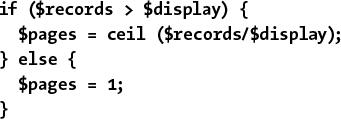 if ($records > $display) {
  $pages = ceil ($records/$display);
} else {
  $pages = 1;
}